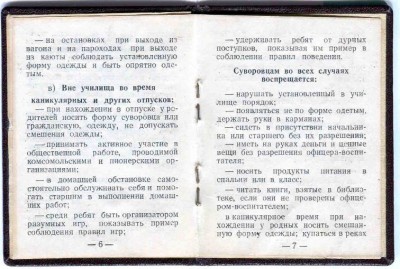 — на остановках при выходе из
вагона и на пароходах при выходе
из каюты соблюдать установленную
форму одежды и быть опрятно оде-
тым.
в) Вне училища во время
каникулярных и других отпусков:
— при нахождении в отпуске у ро-
дителей носить форму суворовца или
гражданскую, одежду, не допускать
смешения одежды;
— принимать активное участие в
общественной работе, проводимой
комсомольскими и пионерскими ор-
ганизациями;
— в домашней обстановке само-
стоятельно обслуживать себя и помо-
гать старшим в выполнении домаш-
них работ;
— среди ребят быть организатором
разумных игр, показывать пример
соблюдения правил игр;
— 6 —
— удерживать ребят от дурных
поступков, показывая им пример в
соблюдении правил поведения.
Суворовцам во всех случаях
воспрещается:
— нарушать установленный в учи-
лище порядок;
— появляться не по форме одетым,
держать руки в карманах;
— сидеть в присутствии начальни-
ка или старшего без их разрешения;
— иметь на руках деньги и ценные
вещи без разрешения офицера-воспи-
тателя;
— носить продукты питания в
спальни или в класс;
— читать книги, взятые в библио-
теке, если они не проверены офице-
ром-воспитателем;
в каникулярное время при на-
хождении у родных носить смешан-
ную форму одежды; купаться в реках
— 7 —